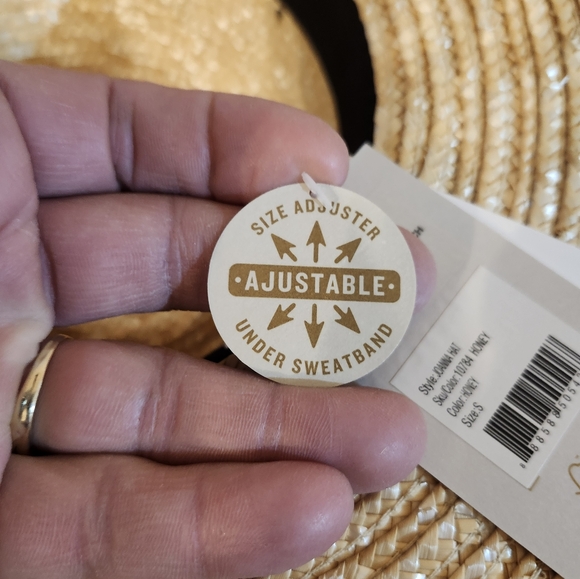 SIZE ADJUSTER
• AJUSTABLE •
UNDER SWEATBAND
Style: JOANNA HAT
Sku/Color: 10784 HONEY
Color: HONEY
Size: S